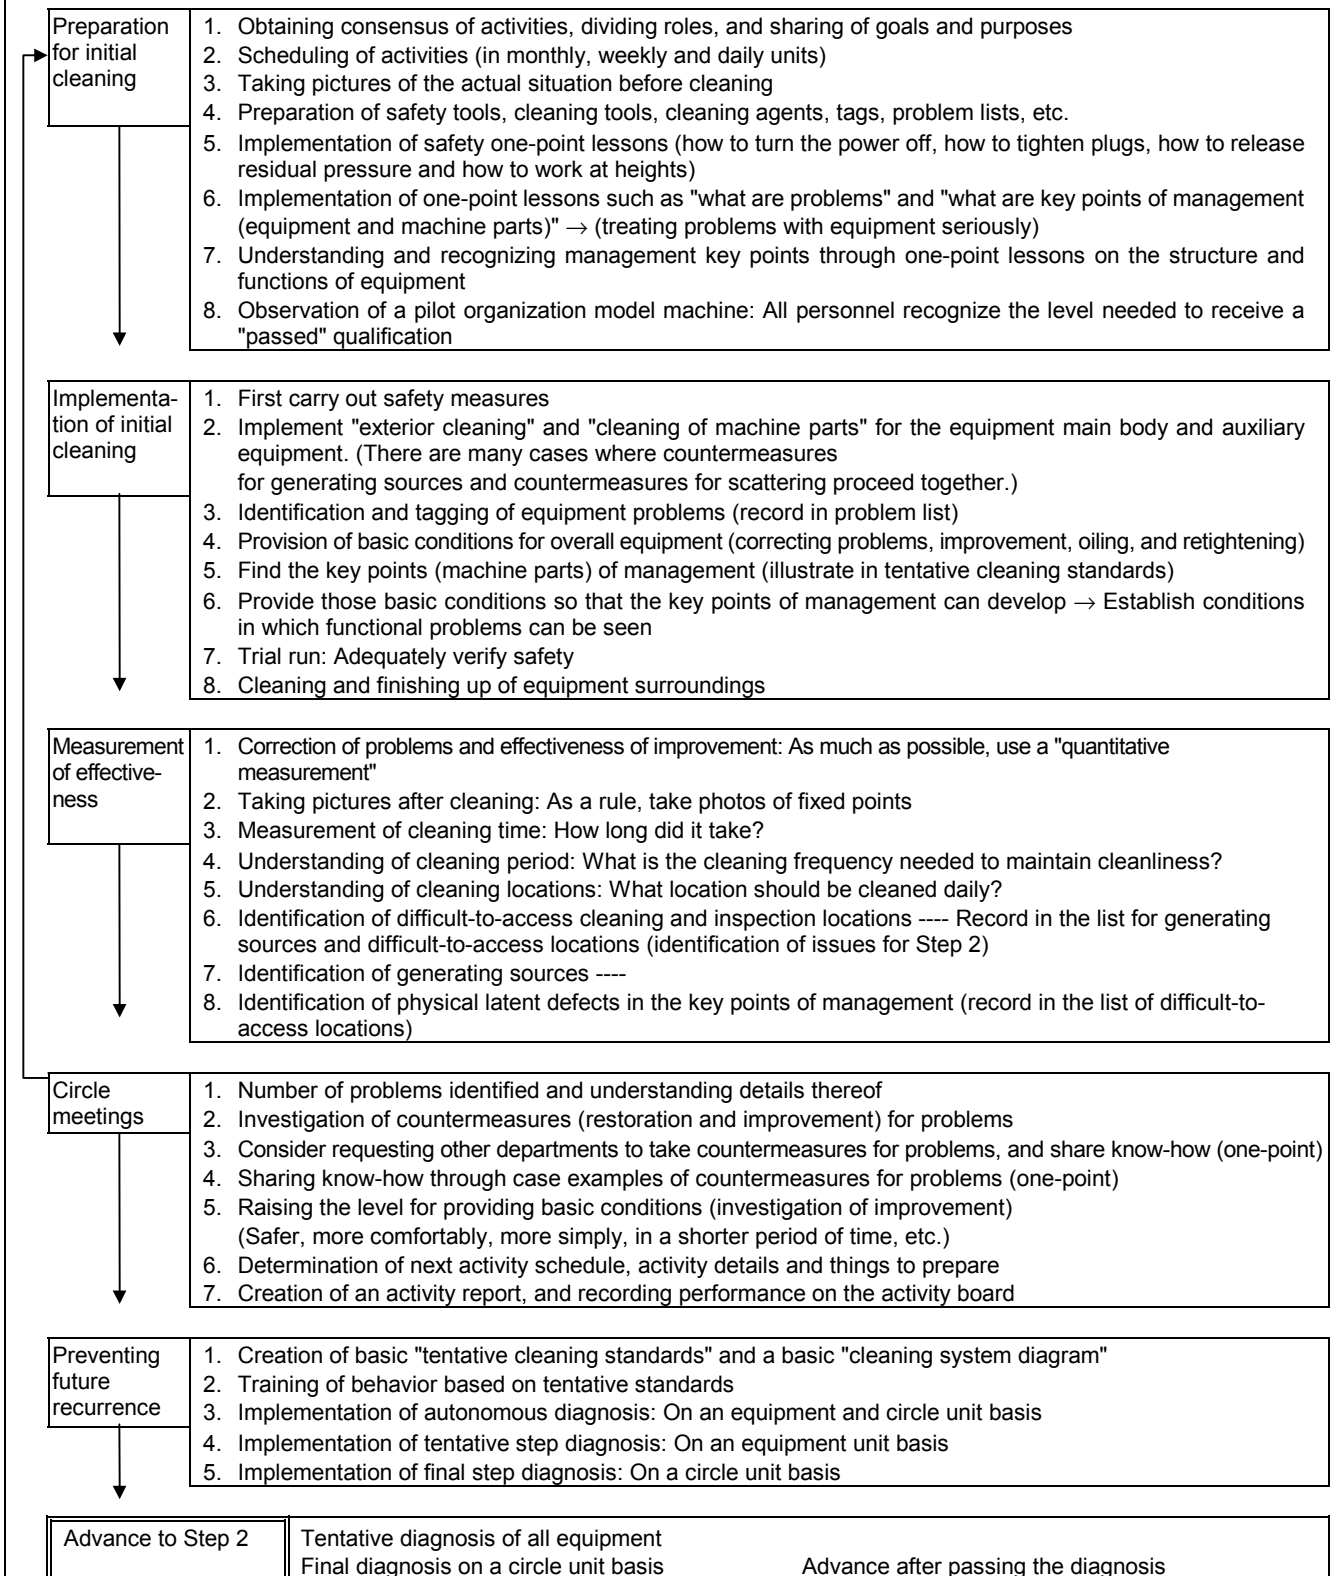 Preparation
for initial
cleaning
1. Obtaining consensus of activities, dividing roles, and sharing of goals and purposes
2. Scheduling of activities (in monthly, weekly and daily units)
3. Taking pictures of the actual situation before cleaning
4. Preparation of safety tools, cleaning tools, cleaning agents, tags, problem lists, etc.
5. Implementation of safety one-point lessons (how to turn the power off, how to tighten plugs, how to release
residual pressure and how to work at heights)
6. Implementation of one-point lessons such as "what are problems" and "what are key points of management
(equipment and machine parts)" → (treating problems with equipment seriously)
7. Understanding and recognizing management key points through one-point lessons on the structure and
functions of equipment
8. Observation of a pilot organization model machine: All personnel recognize the level needed to receive a
"passed" qualification
Implementa-
tion of initial
cleaning
1. First carry out safety measures
2. Implement "exterior cleaning" and "cleaning of machine parts" for the equipment main body and auxiliary
equipment. (There are many cases where countermeasures
for generating sources and countermeasures for scattering proceed together.)
3. Identification and tagging of equipment problems (record in problem list)
4. Provision of basic conditions for overall equipment (correcting problems, improvement, oiling, and retightening)
5. Find the key points (machine parts) of management (illustrate in tentative cleaning standards)
6. Provide those basic conditions so that the key points of management can develop → Establish conditions
in which functional problems can be seen
7. Trial run: Adequately verify safety
8. Cleaning and finishing up of equipment surroundings
Measurement
of effective-
ness
1. Correction of problems and effectiveness of improvement: As much as possible, use a "quantitative
measurement"
2. Taking pictures after cleaning: As a rule, take photos of fixed points
3. Measurement of cleaning time: How long did it take?
4. Understanding of cleaning period: What is the cleaning frequency needed to maintain cleanliness?
5. Understanding of cleaning locations: What location should be cleaned daily?
6. Identification of difficult-to-access cleaning and inspection locations ---- Record in the list for generating
sources and difficult-to-access locations (identification of issues for Step 2)
7. Identification of generating sources ----
8. Identification of physical latent defects in the key points of management (record in the list of difficult-to-
access locations)
Circle
meetings
1. Number of problems identified and understanding details thereof
2. Investigation of countermeasures (restoration and improvement) for problems
3. Consider requesting other departments to take countermeasures for problems, and share know-how (one-point)
4. Sharing know-how through case examples of countermeasures for problems (one-point)
5. Raising the level for providing basic conditions (investigation of improvement)
(Safer, more comfortably, more simply, in a shorter period of time, etc.)
6. Determination of next activity schedule, activity details and things to prepare
7. Creation of an activity report, and recording performance on the activity board
Preventing
future
recurrence
1. Creation of basic "tentative cleaning standards" and a basic "cleaning system diagram"
2. Training of behavior based on tentative standards
3. Implementation of autonomous diagnosis: On an equipment and circle unit basis
4. Implementation of tentative step diagnosis: On an equipment unit basis
5. Implementation of final step diagnosis: On a circle unit basis
Advance to Step 2
Tentative diagnosis of all equipment
Final diagnosis on a circle unit basis Advance after passing the diagnosis